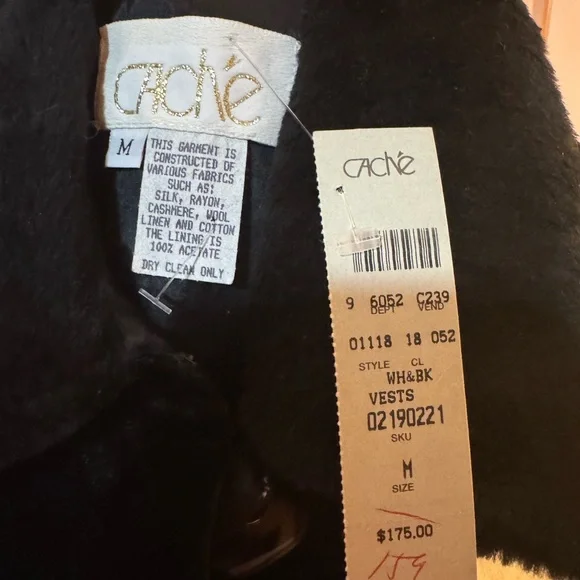 CAChé
M
THIS GARMENT IS
CONSTRUCTED OF
VARIOUS FABRICS
SUCH AS:
SILK, RAYON,
CASHMERE, WOOL
LINEN AND COTTON
THE LINING IS
100% ACETATE
DRY CLEAN ONLY
CAChé
9 6052 C239
DEPT VEND
01118 18 052
STYLE CL
WH&BK
VESTS
02190221
SKU
M
SIZE
$175.00
159